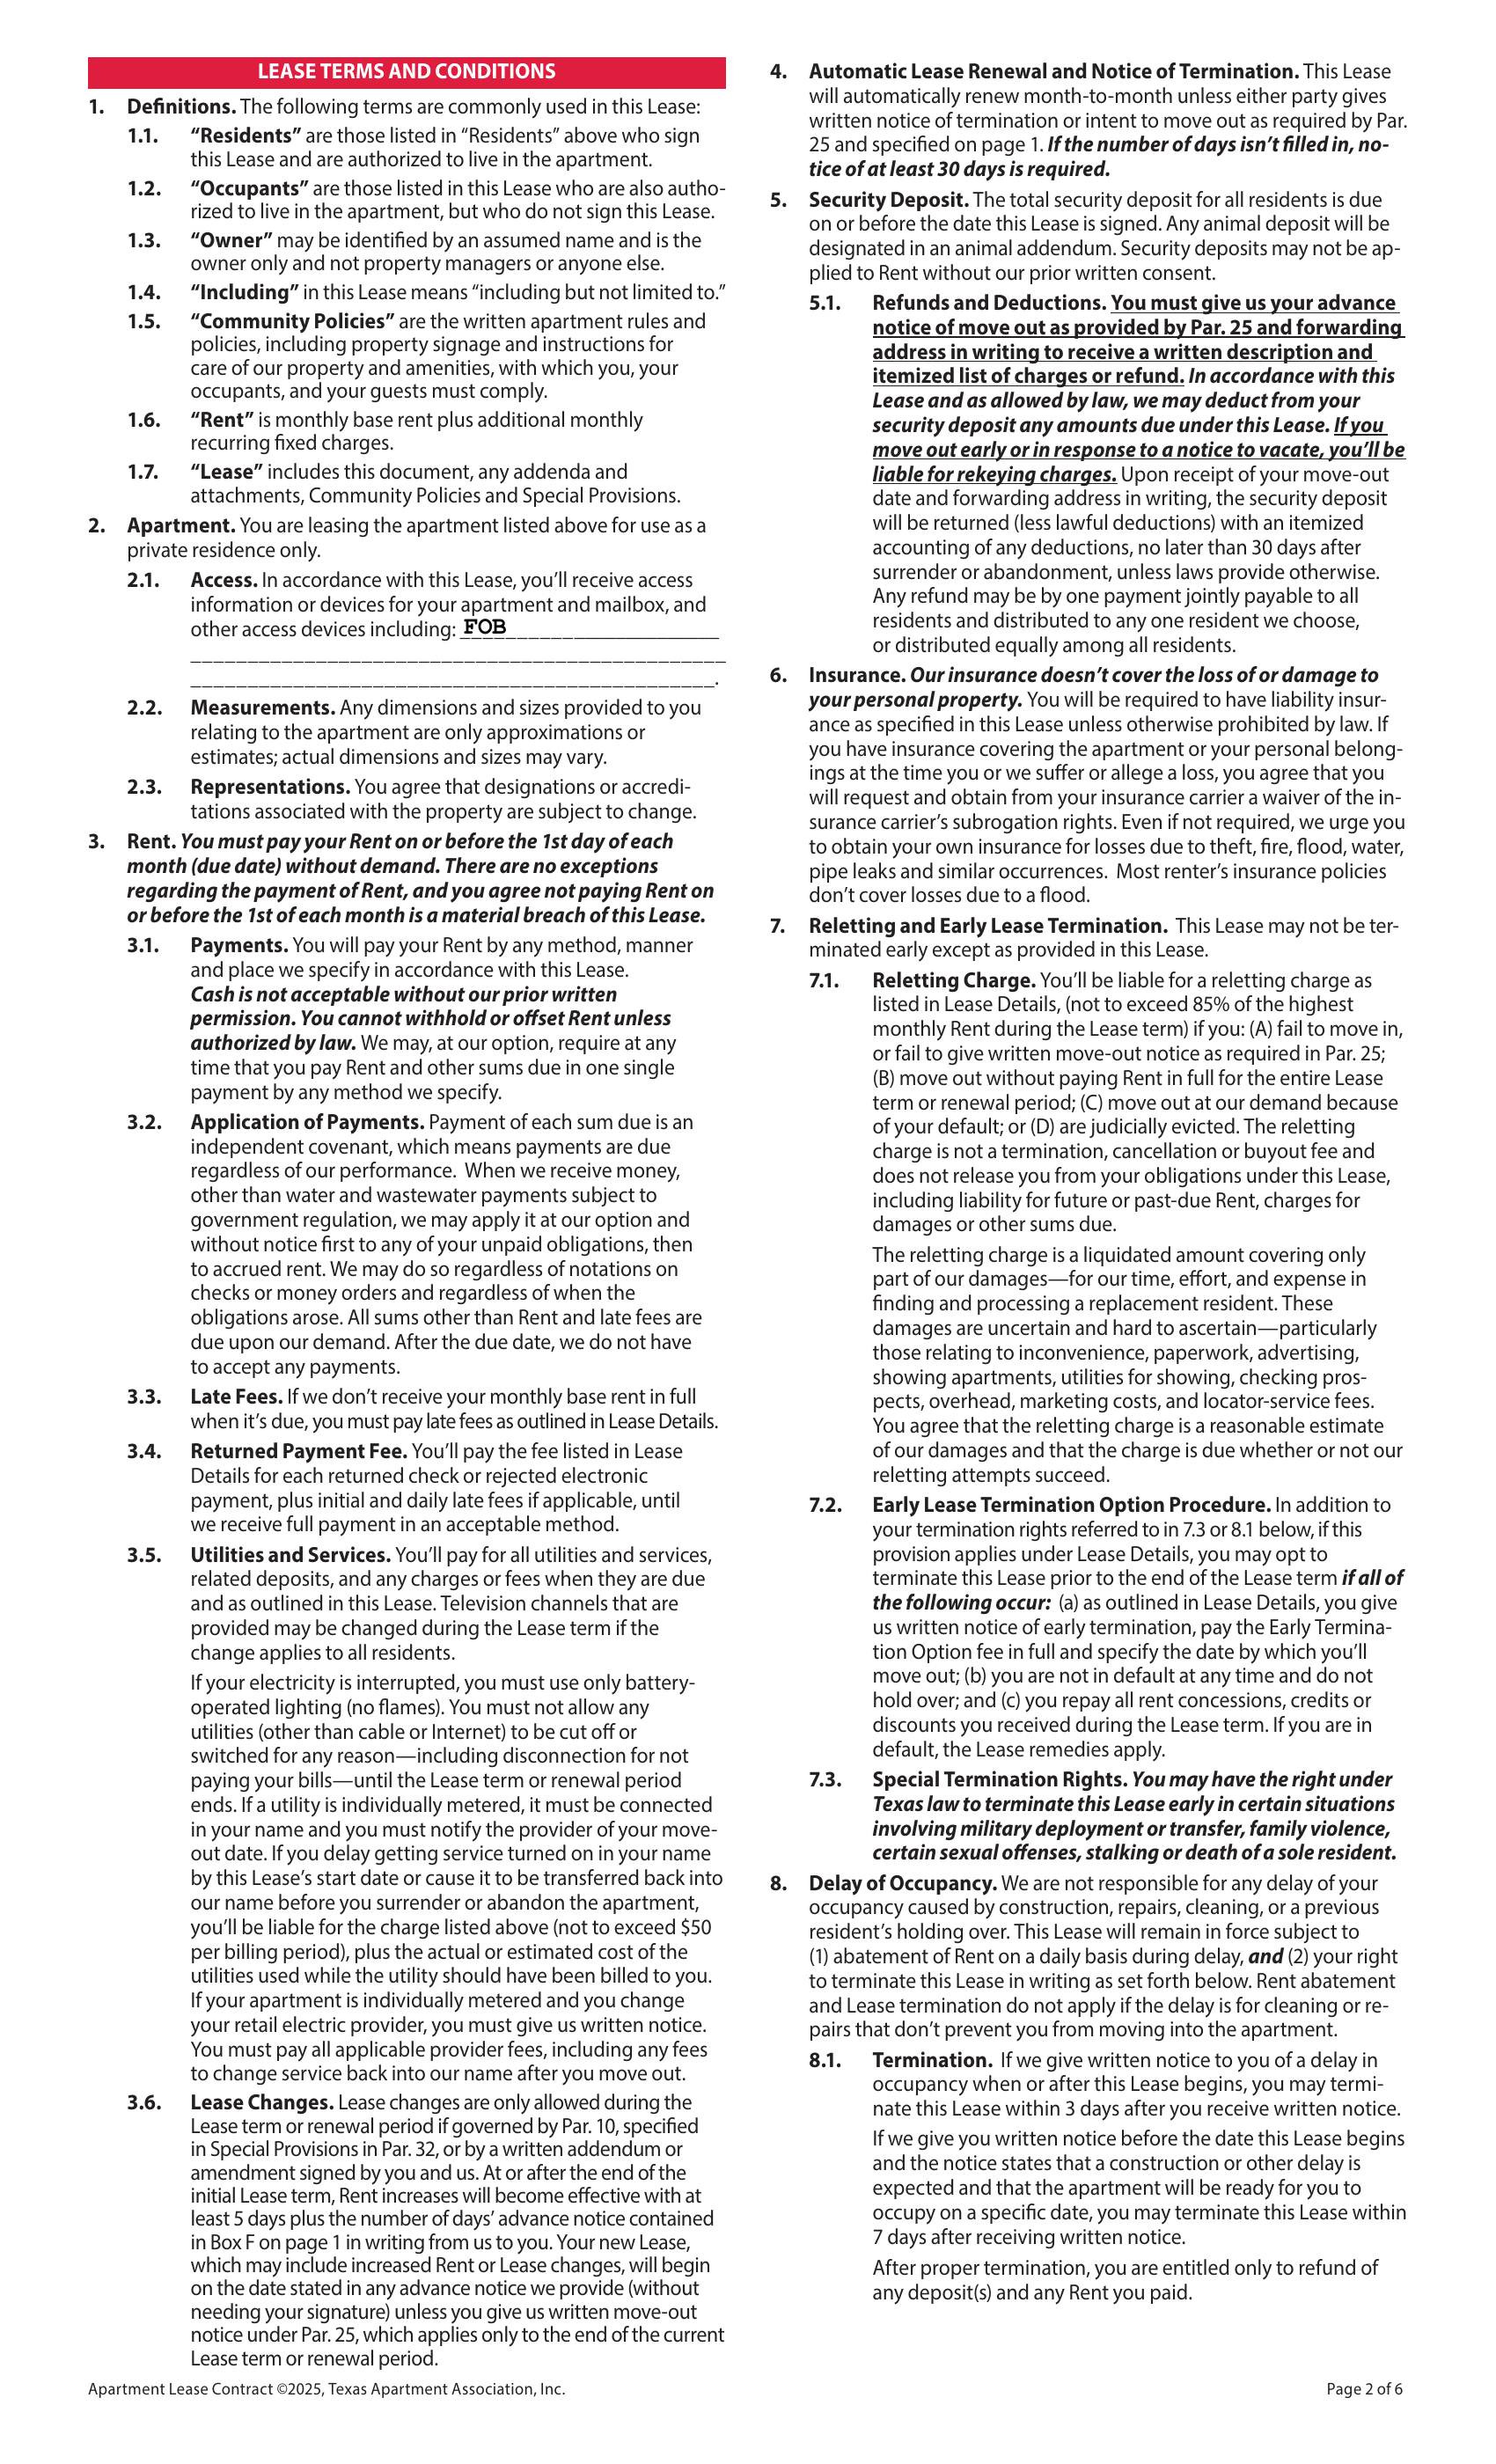 LEASE TERMS AND CONDITIONS
1. Definitions. The following terms are commonly used in this Lease:
1.1. “Residents” are those listed in “Residents” above who sign
this Lease and are authorized to live in the apartment.
1.2. “Occupants” are those listed in this Lease who are also autho-
rized to live in the apartment, but who do not sign this Lease.
1.3. “Owner” may be identified by an assumed name and is the
owner only and not property managers or anyone else.
1.4. “Including” in this Lease means “including but not limited to.”
1.5. “Community Policies” are the written apartment rules and
policies, including property signage and instructions for
care of our property and amenities, with which you, your
occupants, and your guests must comply.
1.6. “Rent” is monthly base rent plus additional monthly
recurring fixed charges.
1.7. “Lease” includes this document, any addenda and
attachments, Community Policies and Special Provisions.
2. Apartment. You are leasing the apartment listed above for use as a
private residence only.
2.1. Access. In accordance with this Lease, you’ll receive access
information or devices for your apartment and mailbox, and
other access devices including: FOB
.
2.2. Measurements. Any dimensions and sizes provided to you
relating to the apartment are only approximations or
estimates; actual dimensions and sizes may vary.
2.3. Representations. You agree that designations or accredi-
tations associated with the property are subject to change.
3. Rent. You must pay your Rent on or before the 1st day of each
month (due date) without demand. There are no exceptions
regarding the payment of Rent, and you agree not paying Rent on
or before the 1st of each month is a material breach of this Lease.
3.1. Payments. You will pay your Rent by any method, manner
and place we specify in accordance with this Lease.
Cash is not acceptable without our prior written
permission. You cannot withhold or offset Rent unless
authorized by law. We may, at our option, require at any
time that you pay Rent and other sums due in one single
payment by any method we specify.
3.2. Application of Payments. Payment of each sum due is an
independent covenant, which means payments are due
regardless of our performance. When we receive money,
other than water and wastewater payments subject to
government regulation, we may apply it at our option and
without notice first to any of your unpaid obligations, then
to accrued rent. We may do so regardless of notations on
checks or money orders and regardless of when the
obligations arose. All sums other than Rent and late fees are
due upon our demand. After the due date, we do not have
to accept any payments.
3.3. Late Fees. If we don’t receive your monthly base rent in full
when it’s due, you must pay late fees as outlined in Lease Details.
3.4. Returned Payment Fee. You’ll pay the fee listed in Lease
Details for each returned check or rejected electronic
payment, plus initial and daily late fees if applicable, until
we receive full payment in an acceptable method.
3.5. Utilities and Services. You’ll pay for all utilities and services,
related deposits, and any charges or fees when they are due
and as outlined in this Lease. Television channels that are
provided may be changed during the Lease term if the
change applies to all residents.
If your electricity is interrupted, you must use only battery-
operated lighting (no flames). You must not allow any
utilities (other than cable or Internet) to be cut off or
switched for any reason—including disconnection for not
paying your bills—until the Lease term or renewal period
ends. If a utility is individually metered, it must be connected
in your name and you must notify the provider of your move-
out date. If you delay getting service turned on in your name
by this Lease’s start date or cause it to be transferred back into
our name before you surrender or abandon the apartment,
you’ll be liable for the charge listed above (not to exceed $50
per billing period), plus the actual or estimated cost of the
utilities used while the utility should have been billed to you.
If your apartment is individually metered and you change
your retail electric provider, you must give us written notice.
You must pay all applicable provider fees, including any fees
to change service back into our name after you move out.
3.6. Lease Changes. Lease changes are only allowed during the
Lease term or renewal period if governed by Par. 10, specified
in Special Provisions in Par. 32, or by a written addendum or
amendment signed by you and us. At or after the end of the
initial Lease term, Rent increases will become effective with at
least 5 days plus the number of days’ advance notice contained
in Box F on page 1 in writing from us to you. Your new Lease,
which may include increased Rent or Lease changes, will begin
on the date stated in any advance notice we provide (without
needing your signature) unless you give us written move-out
notice under Par. 25, which applies only to the end of the current
Lease term or renewal period.
4. Automatic Lease Renewal and Notice of Termination. This Lease
will automatically renew month-to-month unless either party gives
written notice of termination or intent to move out as required by Par.
25 and specified on page 1. If the number of days isn’t filled in, no-
tice of at least 30 days is required.
5. Security Deposit. The total security deposit for all residents is due
on or before the date this Lease is signed. Any animal deposit will be
designated in an animal addendum. Security deposits may not be ap-
plied to Rent without our prior written consent.
5.1. Refunds and Deductions. You must give us your advance
notice of move out as provided by Par. 25 and forwarding
address in writing to receive a written description and
itemized list of charges or refund. In accordance with this
Lease and as allowed by law, we may deduct from your
security deposit any amounts due under this Lease. If you
move out early or in response to a notice to vacate, you’ll be
liable for rekeying charges. Upon receipt of your move-out
date and forwarding address in writing, the security deposit
will be returned (less lawful deductions) with an itemized
accounting of any deductions, no later than 30 days after
surrender or abandonment, unless laws provide otherwise.
Any refund may be by one payment jointly payable to all
residents and distributed to any one resident we choose,
or distributed equally among all residents.
6. Insurance. Our insurance doesn’t cover the loss of or damage to
your personal property. You will be required to have liability insur-
ance as specified in this Lease unless otherwise prohibited by law. If
you have insurance covering the apartment or your personal belong-
ings at the time you or we suffer or allege a loss, you agree that you
will request and obtain from your insurance carrier a waiver of the in-
surance carrier’s subrogation rights. Even if not required, we urge you
to obtain your own insurance for losses due to theft, fire, flood, water,
pipe leaks and similar occurrences. Most renter’s insurance policies
don’t cover losses due to a flood.
7. Reletting and Early Lease Termination. This Lease may not be ter-
minated early except as provided in this Lease.
7.1. Reletting Charge. You’ll be liable for a reletting charge as
listed in Lease Details, (not to exceed 85% of the highest
monthly Rent during the Lease term) if you: (A) fail to move in,
or fail to give written move-out notice as required in Par. 25;
(B) move out without paying Rent in full for the entire Lease
term or renewal period; (C) move out at our demand because
of your default; or (D) are judicially evicted. The reletting
charge is not a termination, cancellation or buyout fee and
does not release you from your obligations under this Lease,
including liability for future or past-due Rent, charges for
damages or other sums due.
The reletting charge is a liquidated amount covering only
part of our damages—for our time, effort, and expense in
finding and processing a replacement resident. These
damages are uncertain and hard to ascertain—particularly
those relating to inconvenience, paperwork, advertising,
showing apartments, utilities for showing, checking pros-
pects, overhead, marketing costs, and locator-service fees.
You agree that the reletting charge is a reasonable estimate
of our damages and that the charge is due whether or not our
reletting attempts succeed.
7.2. Early Lease Termination Option Procedure. In addition to
your termination rights referred to in 7.3 or 8.1 below, if this
provision applies under Lease Details, you may opt to
terminate this Lease prior to the end of the Lease term if all of
the following occur: (a) as outlined in Lease Details, you give
us written notice of early termination, pay the Early Termina-
tion Option fee in full and specify the date by which you’ll
move out; (b) you are not in default at any time and do not
hold over; and (c) you repay all rent concessions, credits or
discounts you received during the Lease term. If you are in
default, the Lease remedies apply.
7.3. Special Termination Rights. You may have the right under
Texas law to terminate this Lease early in certain situations
involving military deployment or transfer, family violence,
certain sexual offenses, stalking or death of a sole resident.
8. Delay of Occupancy. We are not responsible for any delay of your
occupancy caused by construction, repairs, cleaning, or a previous
resident’s holding over. This Lease will remain in force subject to
(1) abatement of Rent on a daily basis during delay, and (2) your right
to terminate this Lease in writing as set forth below. Rent abatement
and Lease termination do not apply if the delay is for cleaning or re-
pairs that don’t prevent you from moving into the apartment.
8.1. Termination. If we give written notice to you of a delay in
occupancy when or after this Lease begins, you may termi-
nate this Lease within 3 days after you receive written notice.
If we give you written notice before the date this Lease begins
and the notice states that a construction or other delay is
expected and that the apartment will be ready for you to
occupy on a specific date, you may terminate this Lease within
7 days after receiving written notice.
After proper termination, you are entitled only to refund of
any deposit(s) and any Rent you paid.
Apartment Lease Contract ©2025, Texas Apartment Association, Inc.
Page 2 of 6